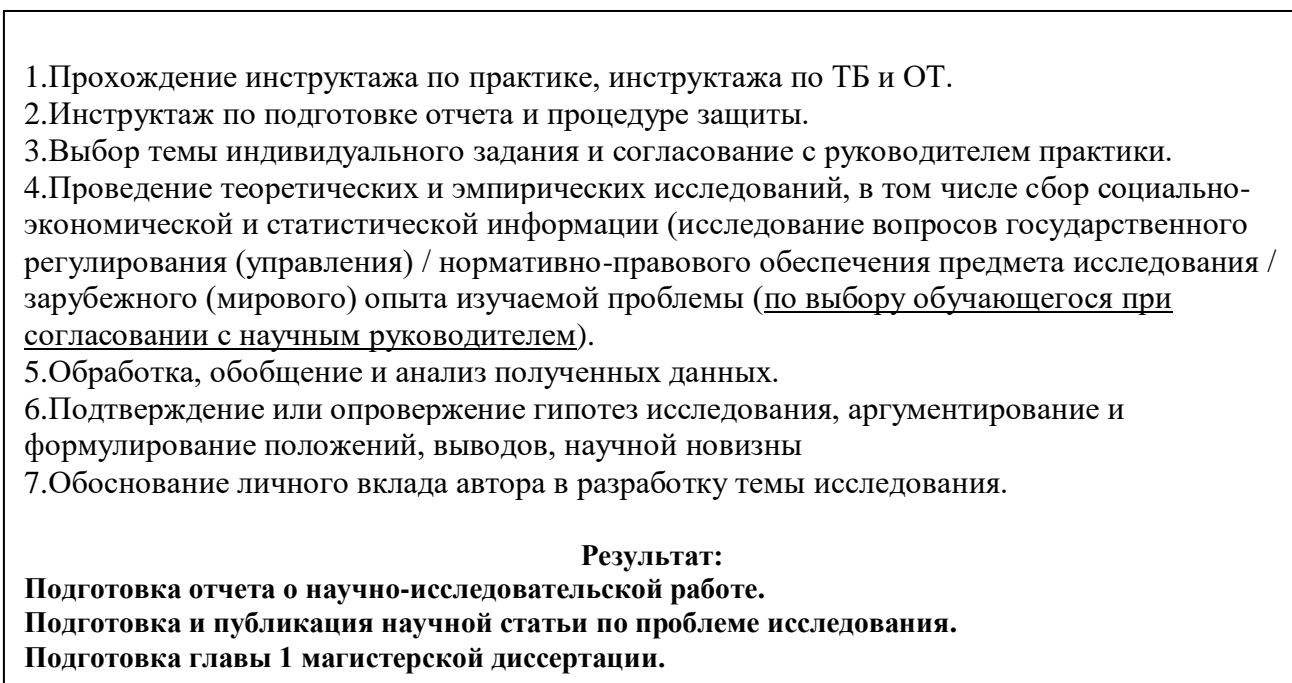 1.Прохождение инструктажа по практике, инструктажа по ТБ и ОТ.
2.Инструктаж по подготовке отчета и процедуре защиты.
3.Выбор темы индивидуального задания и согласование с руководителем практики.
4.Проведение теоретических и эмпирических исследований, в том числе сбор социально-
экономической и статистической информации (исследование вопросов государственного
регулирования (управления) / нормативно-правового обеспечения предмета исследования /
зарубежного (мирового) опыта изучаемой проблемы (по выбору обучающегося при
согласовании с научным руководителем).
5.Обработка, обобщение и анализ полученных данных.
6.Подтверждение или опровержение гипотез исследования, аргументирование и
формулирование положений, выводов, научной новизны
7.Обоснование личного вклада автора в разработку темы исследования.
Результат:
Подготовка отчета о научно-исследовательской работе.
Подготовка и публикация научной статьи по проблеме исследования.
Подготовка главы 1 магистерской диссертации.